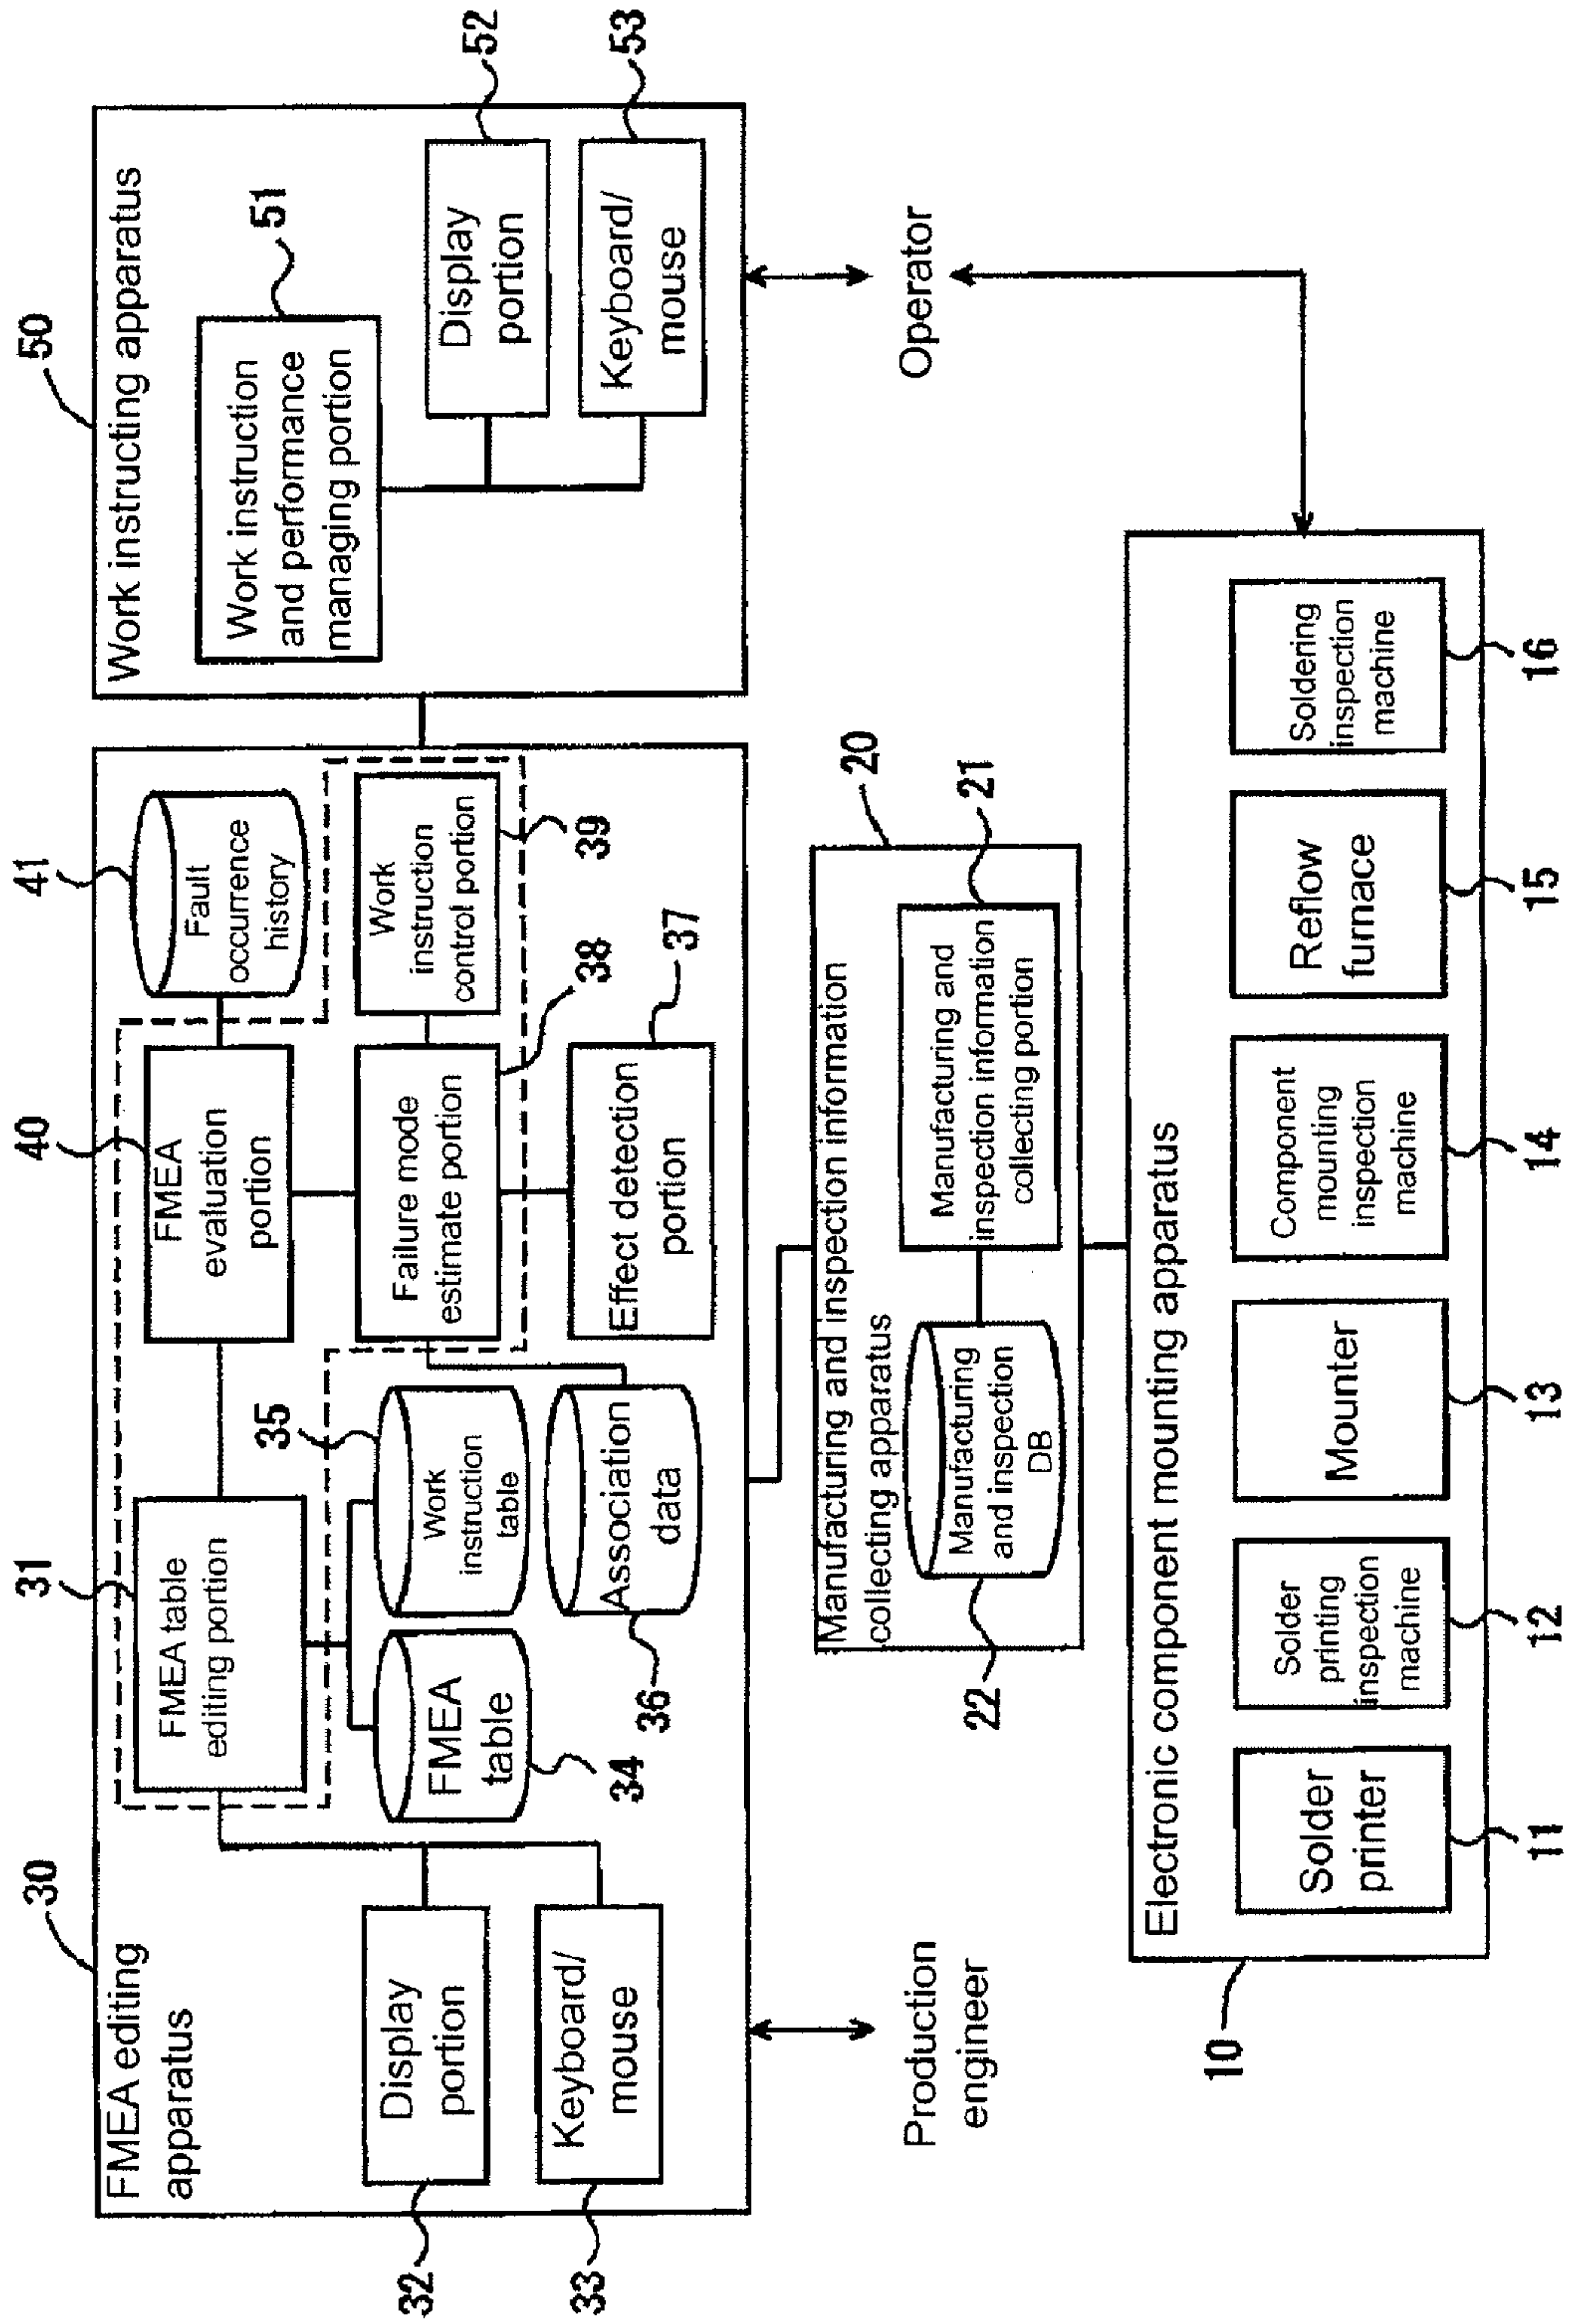 30
FMEA editing
apparatus
31
FMEA table
editing portion
40
FMEA
evaluation
portion
41
Fault
occurrence
history
Display
portion
32
Keyboard/
mouse
33
FMEA
table
34
35
Work
instruction
table
Association
data
36
Failure mode
estimate portion
38
Work
instruction
control portion
39
Effect detection
portion
37
50
Work instructing apparatus
Work instruction
and performance
managing portion
51
Display
portion
52
Keyboard/
mouse
53
Production
engineer
Operator
20
Manufacturing and inspection information
collecting apparatus
Manufacturing
and inspection
DB
22
Manufacturing and
inspection information
collecting portion
21
10
Electronic component mounting apparatus
Solder
printer
11
Solder
printing
inspection
machine
12
Mounter
13
Component
mounting
inspection
machine
14
Reflow
furnace
15
Soldering
inspection
machine
16